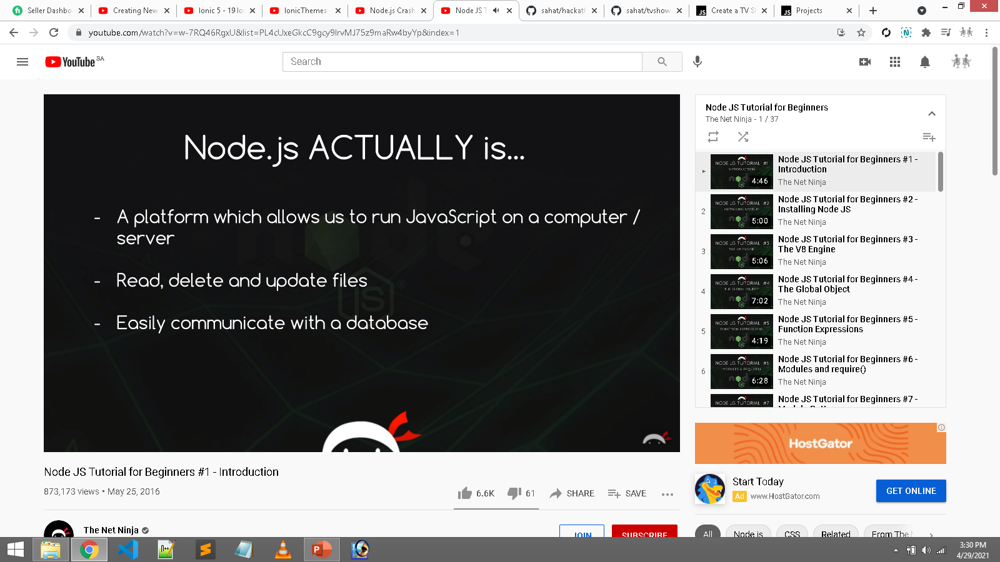 Seller Dashbo
Creating New
Ionic 5 - 19 Io
IonicThemes
Node.js Crash
Node JS T
sahat/hackath
sahat/tvshow
Create a TV S
Projects
youtube.com/watch?v=w-7RQ46RgxU&list=PL4cUxeGkcC9gcy9lrvMJ75z9maRw4byYp&index=1
YouTube SA
Search
Node.js ACTUALLY is...
- A platform which allows us to run JavaScript on a computer /
server
- Read, delete and update files
- Easily communicate with a database
Node JS Tutorial for Beginners #1 - Introduction
873,173 views • May 25, 2016
6.6K
61
SHARE
SAVE
The Net Ninja
JOIN
SUBSCRIBE
Node JS Tutorial for Beginners
The Net Ninja - 1 / 37
NODE JS TUTORIAL #1
INTRODUCTION
4:46
Node JS Tutorial for Beginners #1 -
Introduction
The Net Ninja
2
NODE JS TUTORIAL #2
INSTALLING NODEJS
5:00
Node JS Tutorial for Beginners #2 -
Installing Node JS
The Net Ninja
3
NODE JS TUTORIAL #3
THE V8 ENGINE
5:06
Node JS Tutorial for Beginners #3 -
The V8 Engine
The Net Ninja
4
NODE JS TUTORIAL #4
THE GLOBAL OBJECT
7:02
Node JS Tutorial for Beginners #4 -
The Global Object
The Net Ninja
5
NODE JS TUTORIAL #5
FUNCTION EXPRESSIONS
4:19
Node JS Tutorial for Beginners #5 -
Function Expressions
The Net Ninja
6
NODE JS TUTORIAL #6
MODULES & REQUIRE()
6:28
Node JS Tutorial for Beginners #6 -
Modules and require()
The Net Ninja
NODE JS TUTORIAL #7
Node JS Tutorial for Beginners #7 -
HostGator
Start Today
Ad www.HostGator.com
GET ONLINE
All
Node.js
CSS
Related
From The N
3:30 PM
4/29/2021